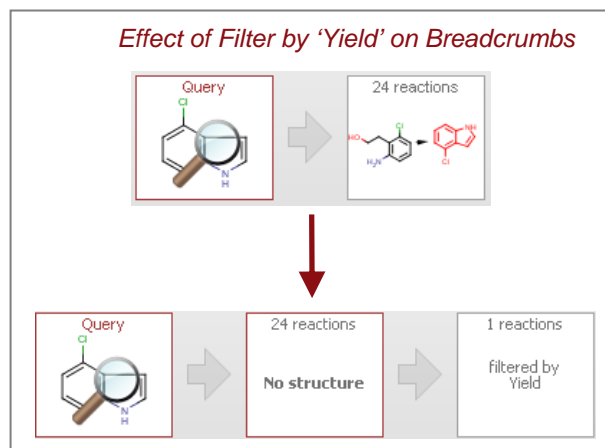 Effect of Filter by ‘Yield’ on Breadcrumbs
Query
24 reactions
Cl
N
H
HO
Cl
H₂N
NH
Cl
Query
24 reactions
1 reactions
Cl
No structure
filtered by
Yield
N
H